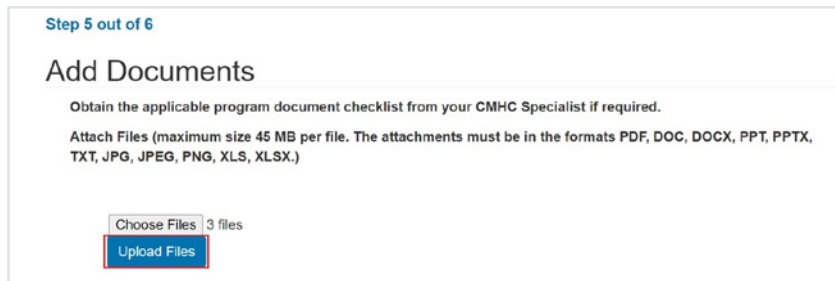 Step 5 out of 6
Add Documents
Obtain the applicable program document checklist from your CMHC Specialist if required.
Attach Files (maximum size 45 MB per file. The attachments must be in the formats PDF, DOC, DOCX, PPT, PPTX,
TXT, JPG, JPEG, PNG, XLS, XLSX.)
Choose Files 3 files
Upload Files